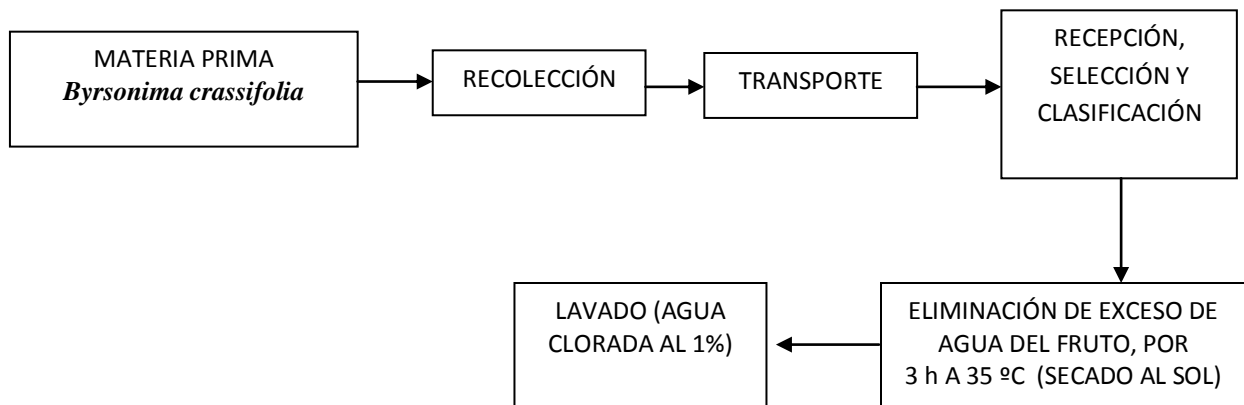 MATERIA PRIMA
Byrsonima crassifolia
RECOLECCIÓN
TRANSPORTE
RECEPCIÓN,
SELECCIÓN Y
CLASIFICACIÓN
ELIMINACIÓN DE EXCESO DE
AGUA DEL FRUTO, POR
3 h A 35 ºC (SECADO AL SOL)
LAVADO (AGUA
CLORADA AL 1%)